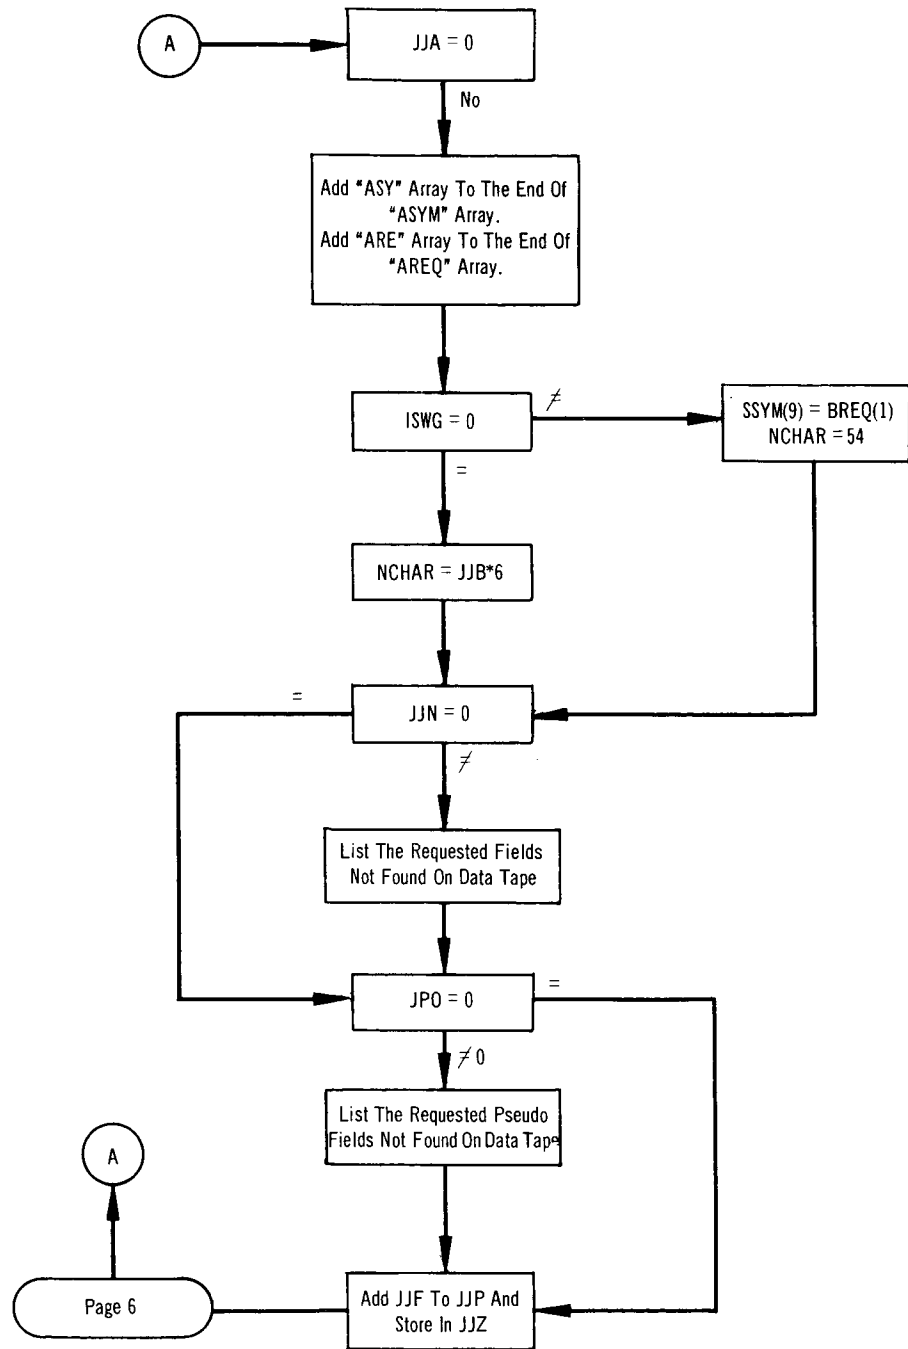 A
JJA = 0
No
Add "ASY" Array To The End Of
"ASYM" Array.
Add "ARE" Array To The End Of
"AREQ" Array.
ISWG = 0
≠
SSYM(9) = BREQ(1)
NCHAR = 54
=
NCHAR = JJB*6
=
JJN = 0
≠
List The Requested Fields
Not Found On Data Tape
JPO = 0
=
≠ 0
List The Requested Pseudo
Fields Not Found On Data Tape
A
Page 6
Add JJF To JJP And
Store In JJZ